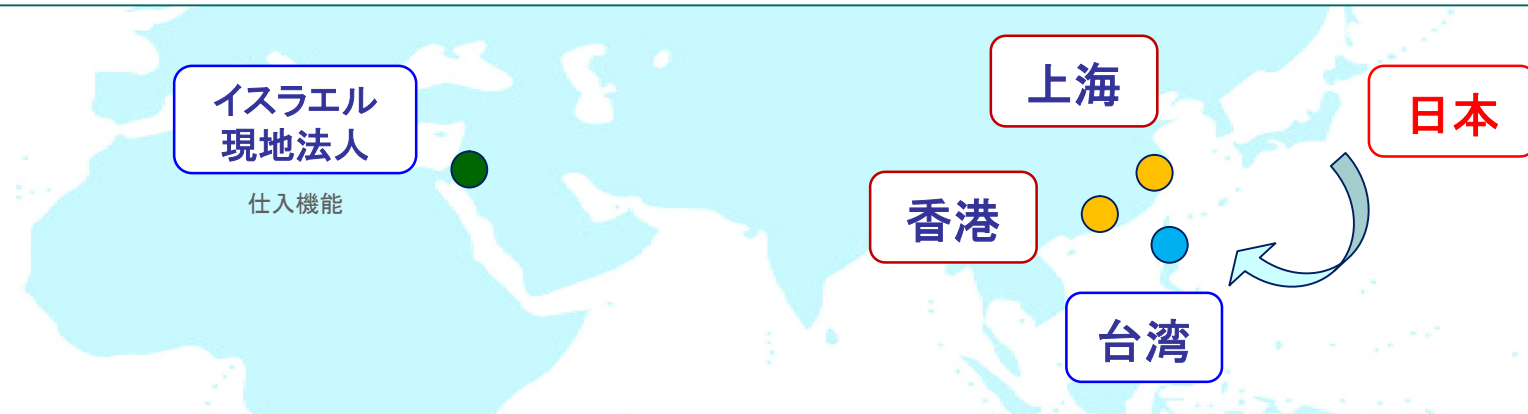 イスラエル
現地法人
仕入機能
上海
日本
香港
台湾